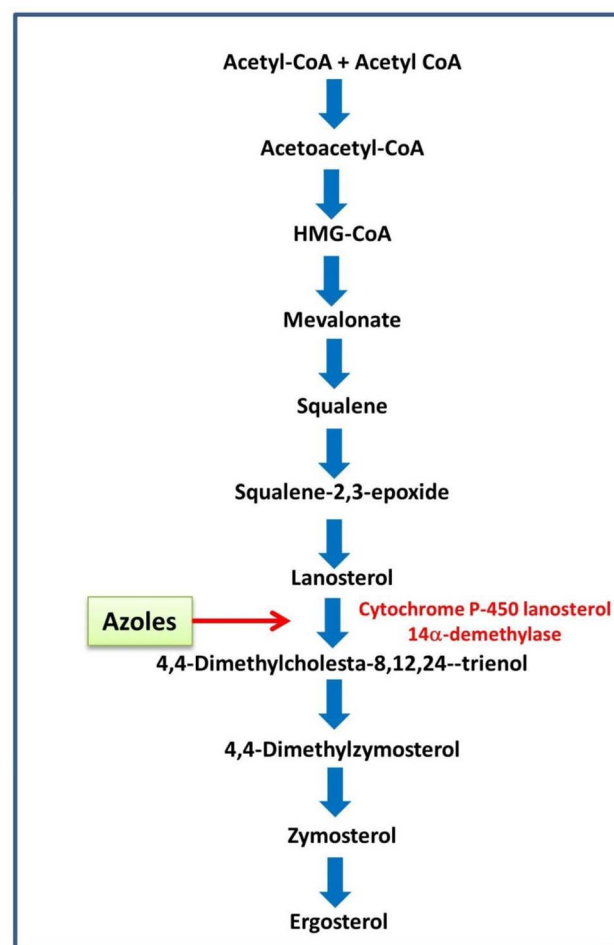 Acetyl-CoA + Acetyl CoA
Acetoacetyl-CoA
HMG-CoA
Mevalonate
Squalene
Squalene-2,3-epoxide
Lanosterol
Azoles
Cytochrome P-450 lanosterol
14α-demethylase
4,4-Dimethylcholesta-8,12,24--trienol
4,4-Dimethylzymosterol
Zymosterol
Ergosterol